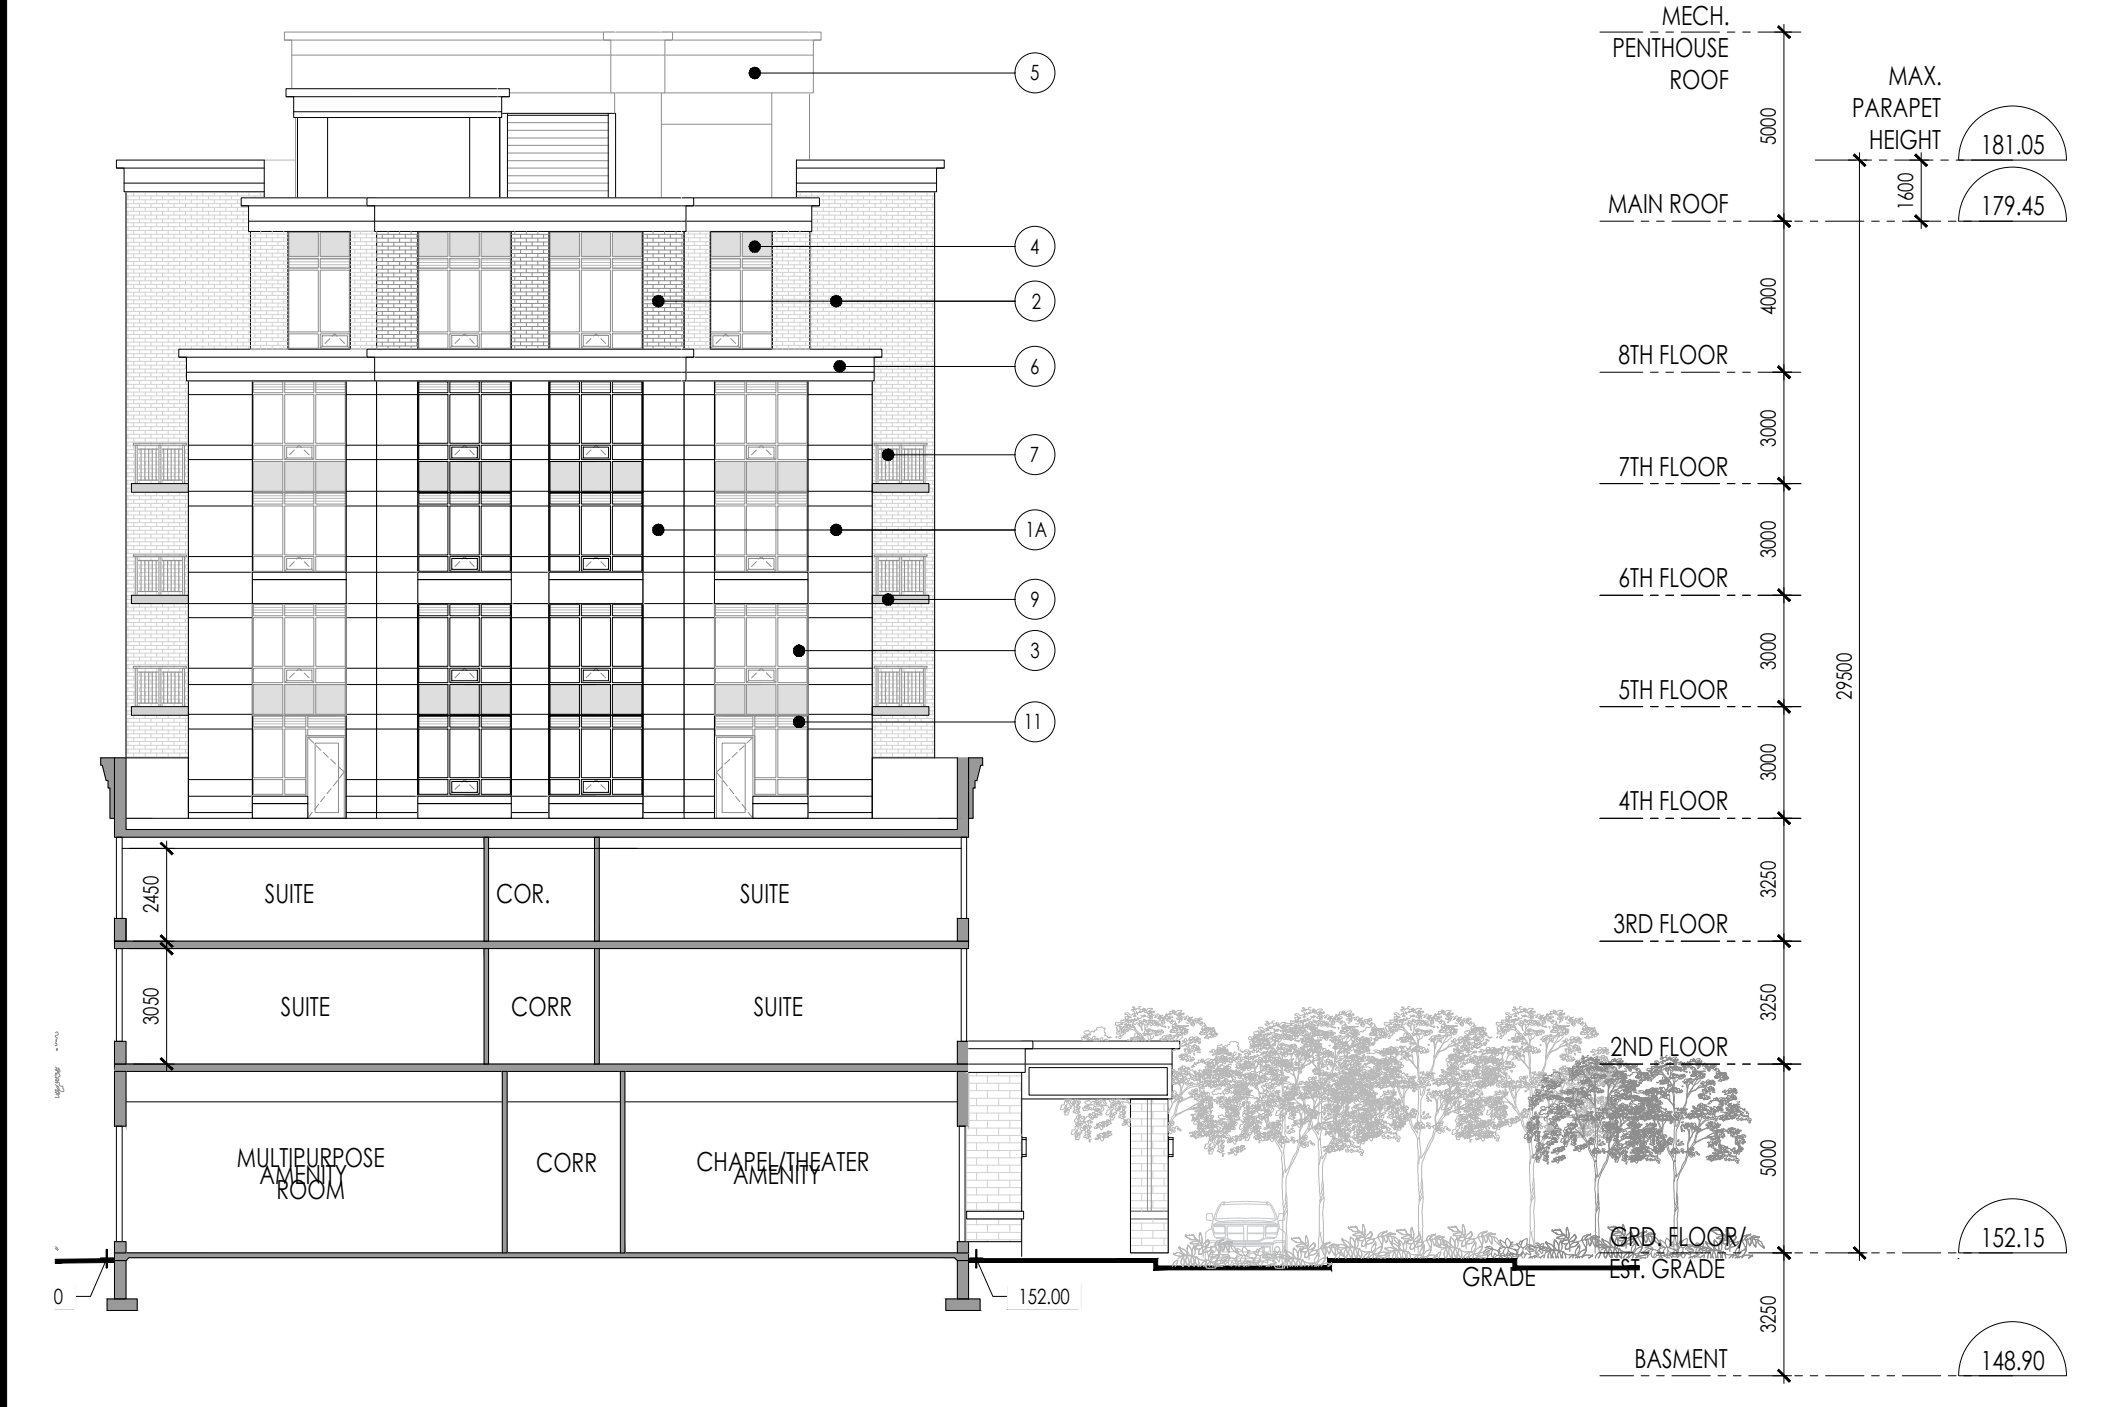 MECH.
PENTHOUSE
ROOF
MAX.
PARAPET
HEIGHT
5
5000
181.05
1600
MAIN ROOF
179.45
4
2
4000
8TH FLOOR
6
3000
7
7TH FLOOR
1A
3000
6TH FLOOR
9
3000
3
29500
5TH FLOOR
11
3000
4TH FLOOR
2450
SUITE
COR.
SUITE
3250
3RD FLOOR
3050
SUITE
CORR
SUITE
3250
2ND FLOOR
MULTIPURPOSE
AMENITY
ROOM
CORR
CHAPEL/THEATER
AMENITY
5000
GRD. FLOOR/
EST. GRADE
152.15
GRADE
0
152.00
3250
BASMENT
148.90